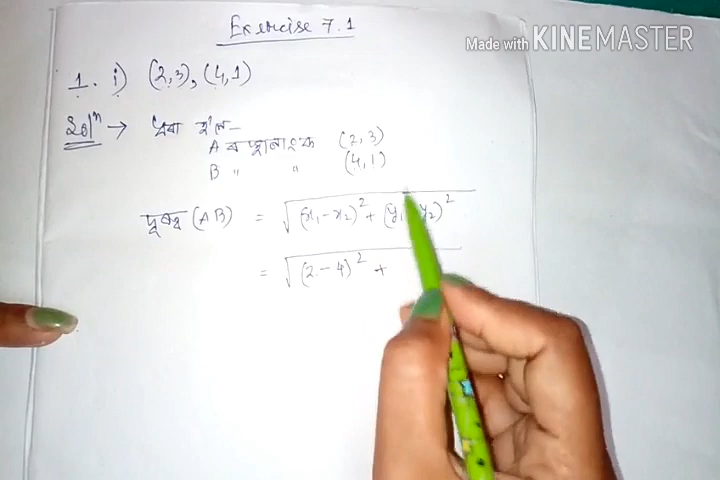 Exercise 7.1
Made with KINEMASTER
1. i) (2,3), (4,1)
Solⁿ → ধৰা হ'ল-
A ৰ স্থানাংক (2,3)
B " " (4,1)
দূৰত্ব (AB) = √(x₁-x₂)² + (y₁ y₂)²
= √(2-4)² +